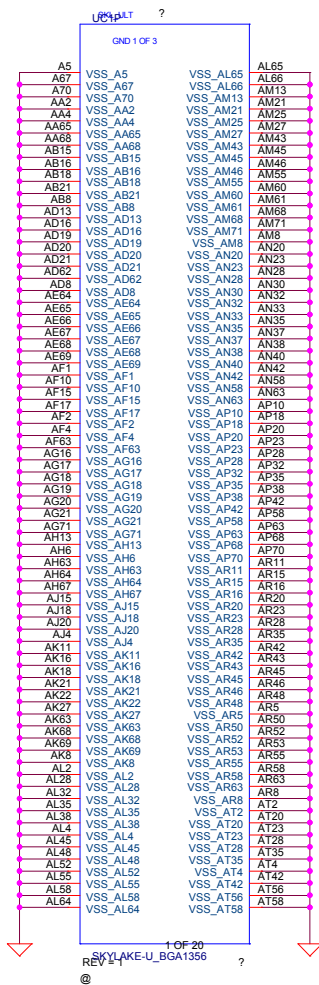 SKL_ULT
UC1P
?
GND 1 OF 3
A5 VSS_A5 VSS_AL65 AL65
A67 VSS_A67 VSS_AL66 AL66
A70 VSS_A70 VSS_AM13 AM13
AA2 VSS_AA2 VSS_AM21 AM21
AA4 VSS_AA4 VSS_AM25 AM25
AA65 VSS_AA65 VSS_AM27 AM27
AA68 VSS_AA68 VSS_AM43 AM43
AB15 VSS_AB15 VSS_AM45 AM45
AB16 VSS_AB16 VSS_AM46 AM46
AB18 VSS_AB18 VSS_AM55 AM55
AB21 VSS_AB21 VSS_AM60 AM60
AB8 VSS_AB8 VSS_AM61 AM61
AD13 VSS_AD13 VSS_AM68 AM68
AD16 VSS_AD16 VSS_AM71 AM71
AD19 VSS_AD19 VSS_AM8 AM8
AD20 VSS_AD20 VSS_AN20 AN20
AD21 VSS_AD21 VSS_AN23 AN23
AD62 VSS_AD62 VSS_AN28 AN28
AD8 VSS_AD8 VSS_AN30 AN30
AE64 VSS_AE64 VSS_AN32 AN32
AE65 VSS_AE65 VSS_AN33 AN33
AE66 VSS_AE66 VSS_AN35 AN35
AE67 VSS_AE67 VSS_AN37 AN37
AE68 VSS_AE68 VSS_AN38 AN38
AE69 VSS_AE69 VSS_AN40 AN40
AF1 VSS_AF1 VSS_AN42 AN42
AF10 VSS_AF10 VSS_AN58 AN58
AF15 VSS_AF15 VSS_AN63 AN63
AF17 VSS_AF17 VSS_AP10 AP10
AF2 VSS_AF2 VSS_AP18 AP18
AF4 VSS_AF4 VSS_AP20 AP20
AF63 VSS_AF63 VSS_AP23 AP23
AG16 VSS_AG16 VSS_AP28 AP28
AG17 VSS_AG17 VSS_AP32 AP32
AG18 VSS_AG18 VSS_AP35 AP35
AG19 VSS_AG19 VSS_AP38 AP38
AG20 VSS_AG20 VSS_AP42 AP42
AG21 VSS_AG21 VSS_AP58 AP58
AG71 VSS_AG71 VSS_AP63 AP63
AH13 VSS_AH13 VSS_AP68 AP68
AH6 VSS_AH6 VSS_AP70 AP70
AH63 VSS_AH63 VSS_AR11 AR11
AH64 VSS_AH64 VSS_AR15 AR15
AH67 VSS_AH67 VSS_AR16 AR16
AJ15 VSS_AJ15 VSS_AR20 AR20
AJ18 VSS_AJ18 VSS_AR23 AR23
AJ20 VSS_AJ20 VSS_AR28 AR28
AJ4 VSS_AJ4 VSS_AR35 AR35
AK11 VSS_AK11 VSS_AR42 AR42
AK16 VSS_AK16 VSS_AR43 AR43
AK18 VSS_AK18 VSS_AR45 AR45
AK21 VSS_AK21 VSS_AR46 AR46
AK22 VSS_AK22 VSS_AR48 AR48
AK27 VSS_AK27 VSS_AR5 AR5
AK63 VSS_AK63 VSS_AR50 AR50
AK68 VSS_AK68 VSS_AR52 AR52
AK69 VSS_AK69 VSS_AR53 AR53
AK8 VSS_AK8 VSS_AR55 AR55
AL2 VSS_AL2 VSS_AR58 AR58
AL28 VSS_AL28 VSS_AR63 AR63
AL32 VSS_AL32 VSS_AR8 AR8
AL35 VSS_AL35 VSS_AT2 AT2
AL38 VSS_AL38 VSS_AT20 AT20
AL4 VSS_AL4 VSS_AT23 AT23
AL45 VSS_AL45 VSS_AT28 AT28
AL48 VSS_AL48 VSS_AT35 AT35
AL52 VSS_AL52 VSS_AT4 AT4
AL55 VSS_AL55 VSS_AT42 AT42
AL58 VSS_AL58 VSS_AT56 AT56
AL64 VSS_AL64 VSS_AT58 AT58
1 OF 20
SKYLAKE-U_BGA1356
REV = 1 ?
@